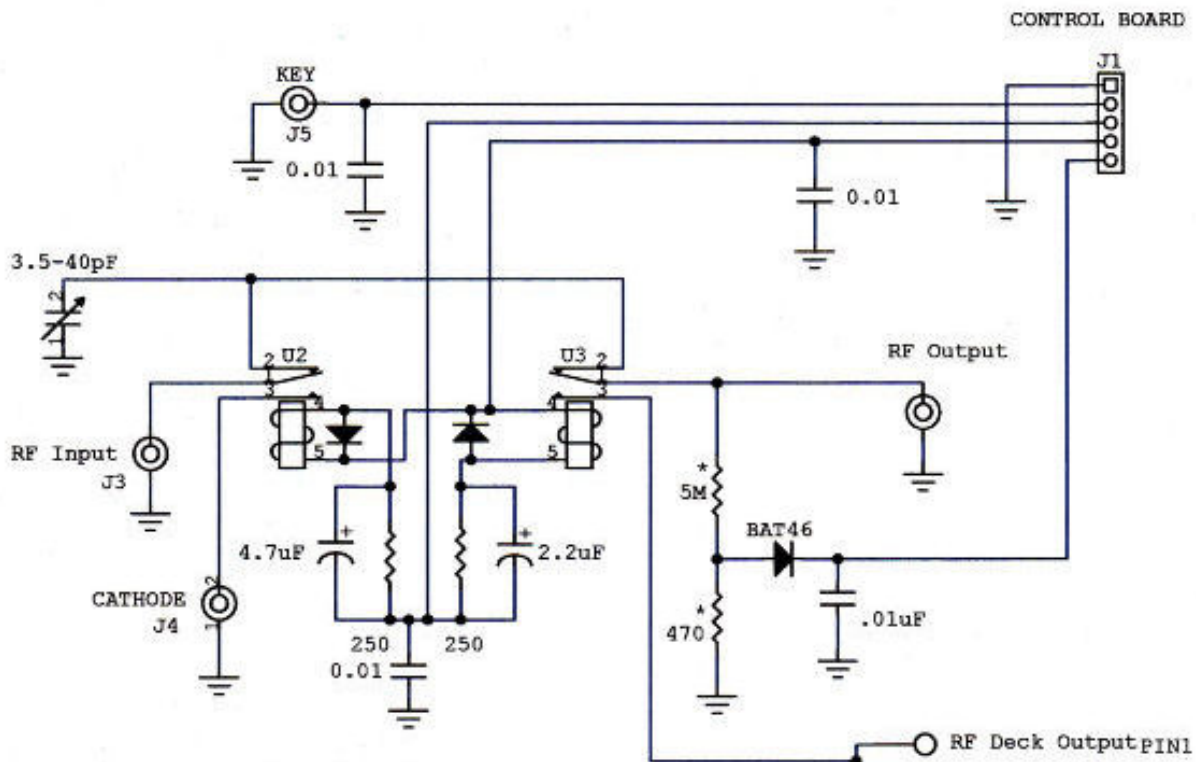 CONTROL BOARD
J1
KEY
J5
0.01
0.01
3.5-40pF
2
1
U2
2
3
4
5
U3
2
3
4
5
RF Output
RF Input
J3
*
5M
BAT46
4.7uF
+
+
2.2uF
CATHODE
J4
2
1
*
470
.01uF
250
250
0.01
RF Deck Output PIN1